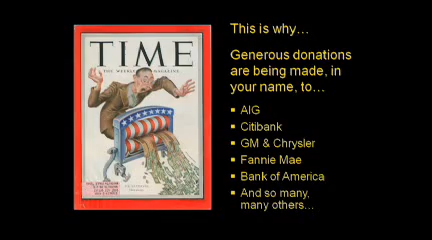 TIME
THE WEEKLY MAGAZINE
This is why...
Generous donations
are being made, in
your name, to...
▪ AIG
▪ Citibank
▪ GM & Chrysler
▪ Fannie Mae
▪ Bank of America
▪ And so many,
many others...